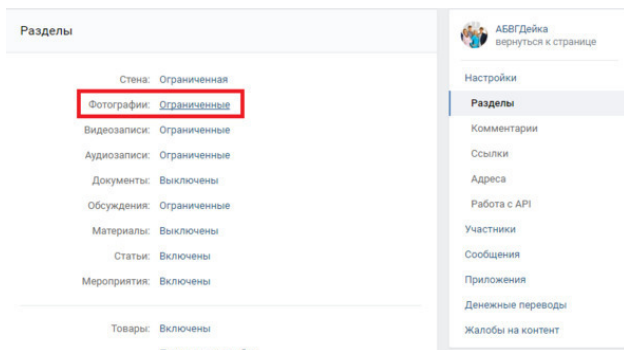 Разделы
Стена: Ограниченная
Фотографии: Ограниченные
Видеозаписи: Ограниченные
Аудиозаписи: Ограниченные
Документы: Выключены
Обсуждения: Ограниченные
Материалы: Выключены
Статьи: Включены
Мероприятия: Включены
Товары: Включены
АБВГДейка
вернуться к странице
Настройки
Разделы
Комментарии
Ссылки
Адреса
Работа с API
Участники
Сообщения
Приложения
Денежные переводы
Жалобы на контент